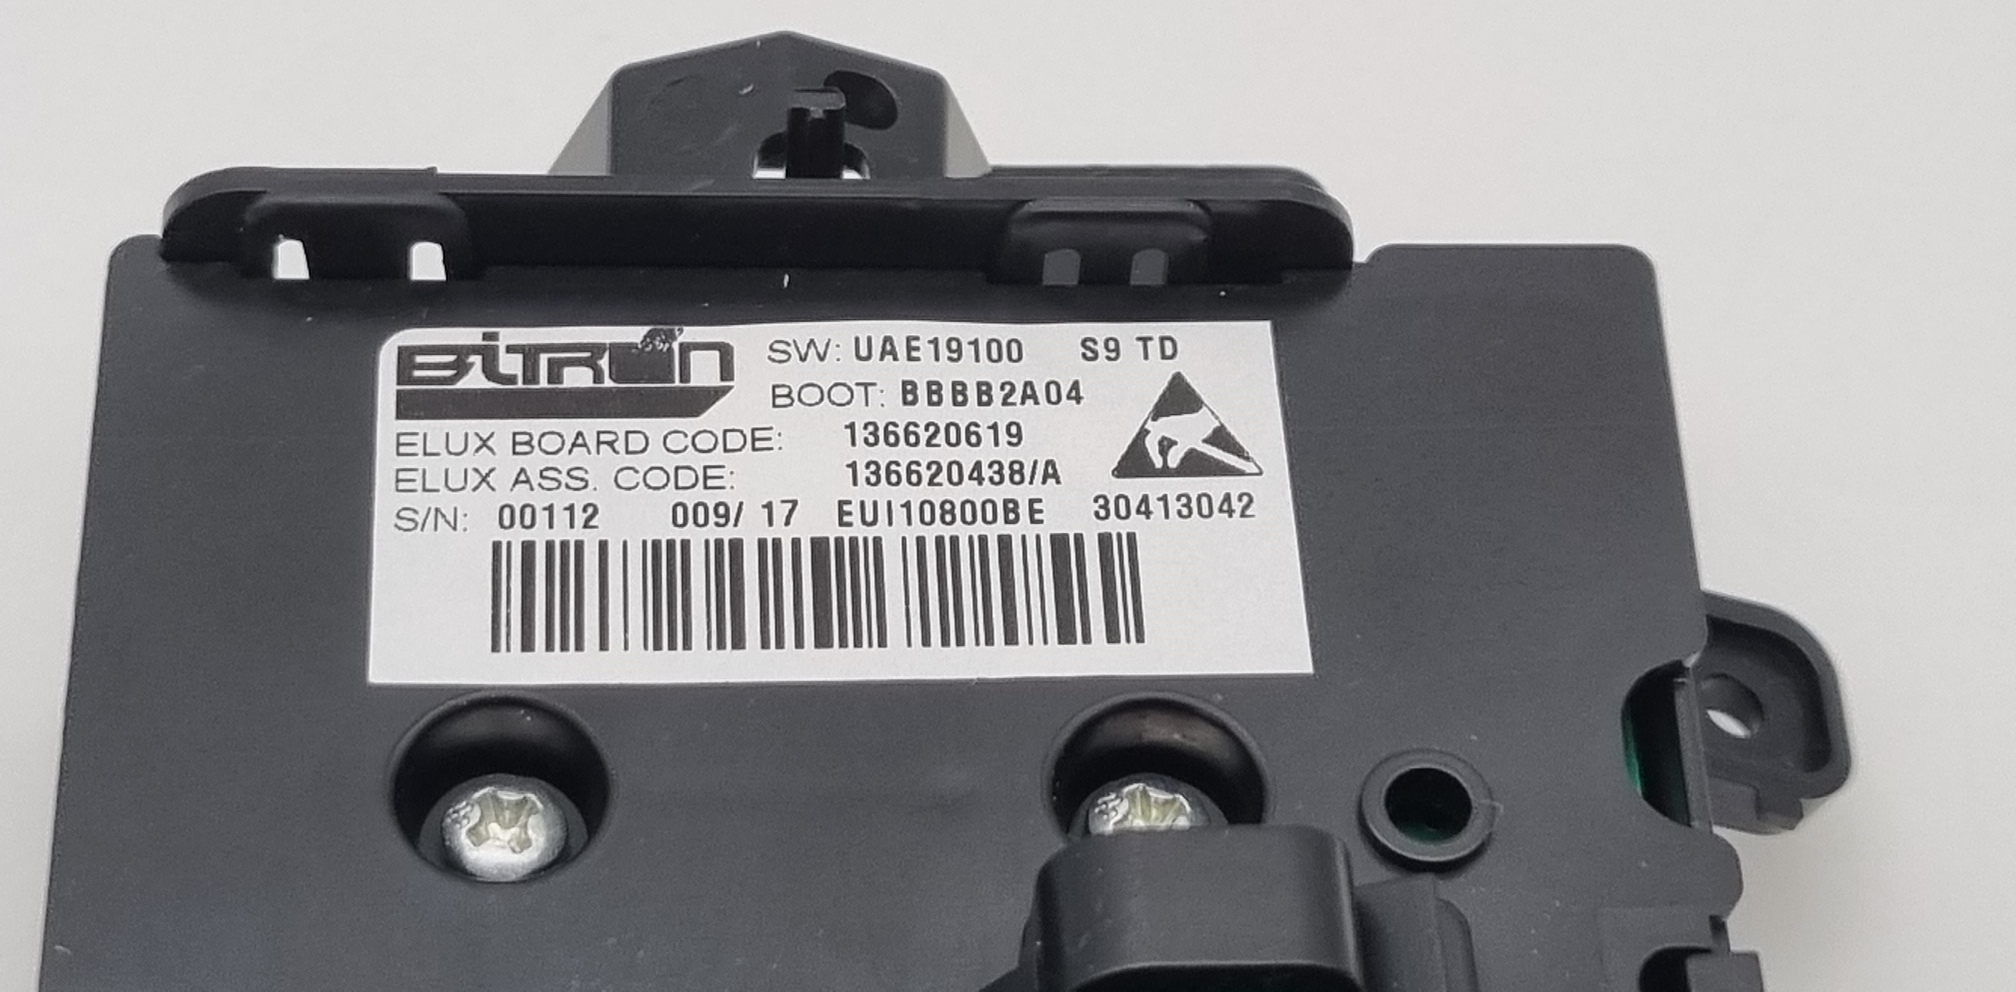 BITRON
SW: UAE19100 S9 TD
BOOT: BBBB2A04
ELUX BOARD CODE: 136620619
ELUX ASS. CODE: 136620438/A
S/N: 00112 009/ 17 EUI10800BE 30413042